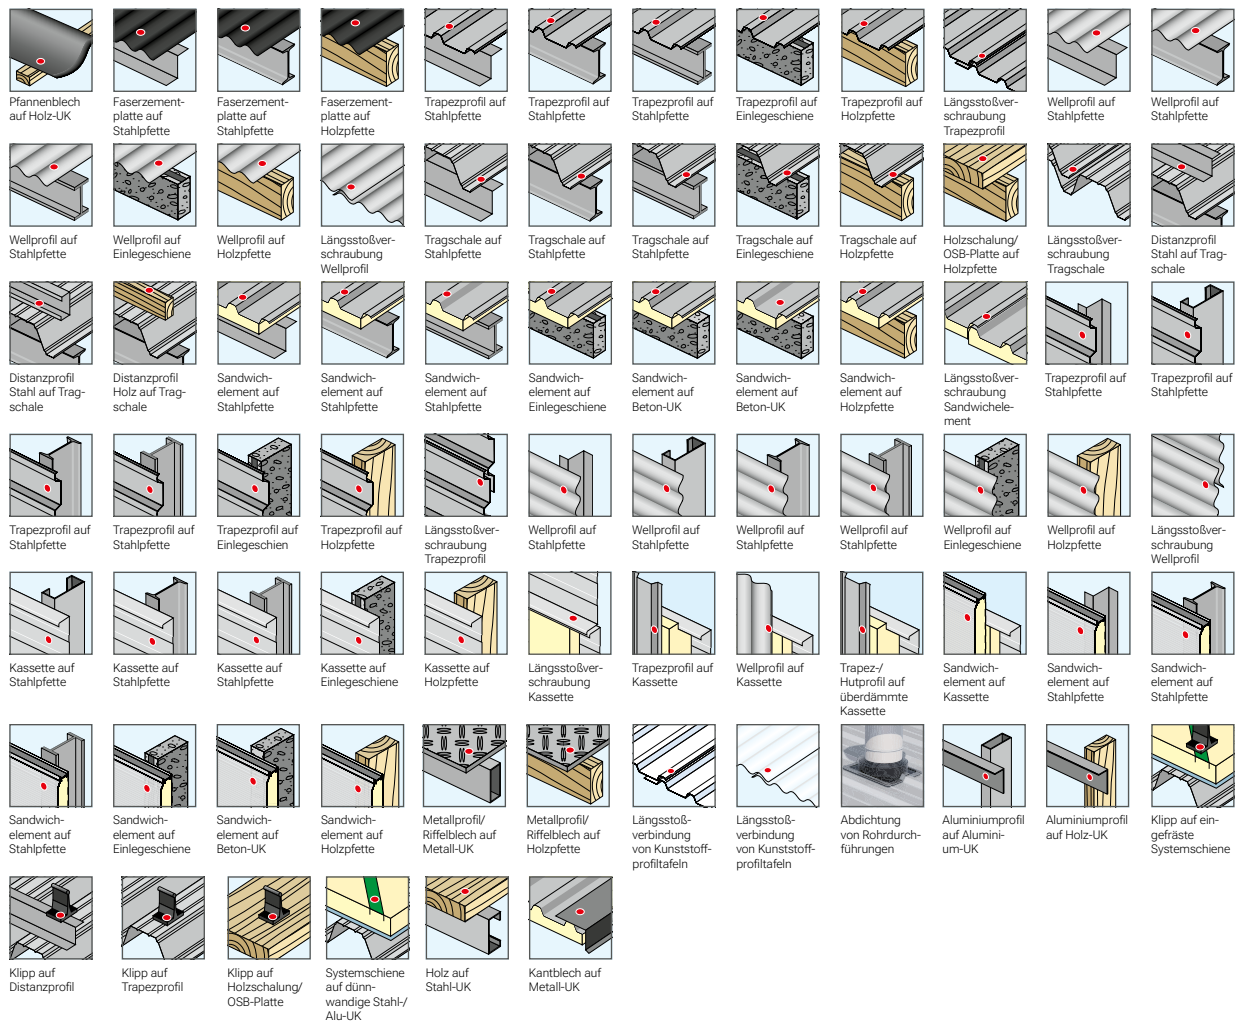 Pfannenblech
auf Holz-UK
Faserzement-
platte auf
Stahlpfette
Faserzement-
platte auf
Stahlpfette
Faserzement-
platte auf
Holzpfette
Trapezprofil auf
Stahlpfette
Trapezprofil auf
Stahlpfette
Trapezprofil auf
Stahlpfette
Trapezprofil auf
Einlegeschiene
Trapezprofil auf
Holzpfette
Längsstoßver-
schraubung
Trapezprofil
Wellprofil auf
Stahlpfette
Wellprofil auf
Stahlpfette
Wellprofil auf
Stahlpfette
Wellprofil auf
Einlegeschiene
Wellprofil auf
Holzpfette
Längsstoßver-
schraubung
Wellprofil
Tragschale auf
Stahlpfette
Tragschale auf
Stahlpfette
Tragschale auf
Stahlpfette
Tragschale auf
Einlegeschiene
Tragschale auf
Holzpfette
Holzschalung/
OSB-Platte auf
Holzpfette
Längsstoßver-
schraubung
Tragschale
Distanzprofil
Stahl auf Trag-
schale
Distanzprofil
Stahl auf Trag-
schale
Distanzprofil
Holz auf Trag-
schale
Sandwich-
element auf
Stahlpfette
Sandwich-
element auf
Stahlpfette
Sandwich-
element auf
Stahlpfette
Sandwich-
element auf
Einlegeschiene
Sandwich-
element auf
Beton-UK
Sandwich-
element auf
Beton-UK
Sandwich-
element auf
Holzpfette
Längsstoßver-
schraubung
Sandwichele-
ment
Trapezprofil auf
Stahlpfette
Trapezprofil auf
Stahlpfette
Trapezprofil auf
Stahlpfette
Trapezprofil auf
Stahlpfette
Trapezprofil auf
Einlegeschien
Trapezprofil auf
Holzpfette
Längsstoßver-
schraubung
Trapezprofil
Wellprofil auf
Stahlpfette
Wellprofil auf
Stahlpfette
Wellprofil auf
Stahlpfette
Wellprofil auf
Stahlpfette
Wellprofil auf
Einlegeschiene
Wellprofil auf
Holzpfette
Längsstoßver-
schraubung
Wellprofil
Kassette auf
Stahlpfette
Kassette auf
Stahlpfette
Kassette auf
Stahlpfette
Kassette auf
Einlegeschiene
Kassette auf
Holzpfette
Längsstoßver-
schraubung
Kassette
Trapezprofil auf
Kassette
Wellprofil auf
Kassette
Trapez-/
Hutprofil auf
überdämmte
Kassette
Sandwich-
element auf
Kassette
Sandwich-
element auf
Stahlpfette
Sandwich-
element auf
Stahlpfette
Sandwich-
element auf
Stahlpfette
Sandwich-
element auf
Einlegeschiene
Sandwich-
element auf
Beton-UK
Sandwich-
element auf
Holzpfette
Metallprofil/
Riffelblech auf
Metall-UK
Metallprofil/
Riffelblech auf
Holzpfette
Längsstoß-
verbindung
von Kunststoff-
profiltafeln
Längsstoß-
verbindung
von Kunststoff-
profiltafeln
Abdichtung
von Rohrdurch-
führungen
Aluminiumprofil
auf Alumini-
um-UK
Aluminiumprofil
auf Holz-UK
Klipp auf ein-
gefräste
Systemschiene
Klipp auf
Distanzprofil
Klipp auf
Trapezprofil
Klipp auf
Holzschalung/
OSB-Platte
Systemschiene
auf dünn-
wandige Stahl-/
Alu-UK
Holz auf
Stahl-UK
Kantblech auf
Metall-UK